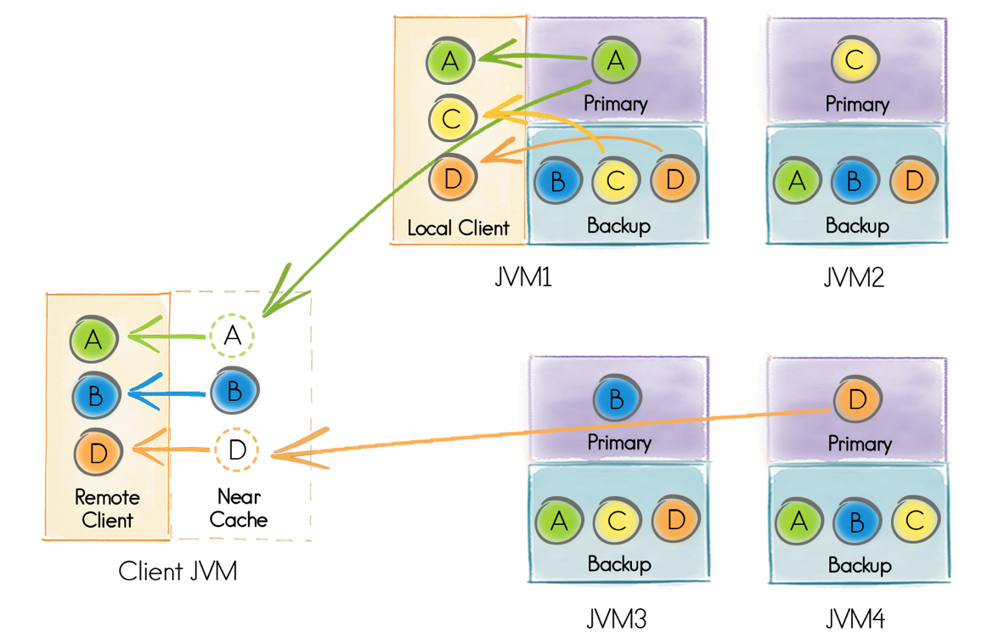 A
A
C
Primary
Primary
C
D
B
C
D
A
B
D
Local Client
Backup
Backup
JVM1
JVM2
A
A
B
B
D
D
Remote
Client
Near
Cache
Client JVM
B
D
Primary
Primary
A
C
D
A
B
C
Backup
Backup
JVM3
JVM4